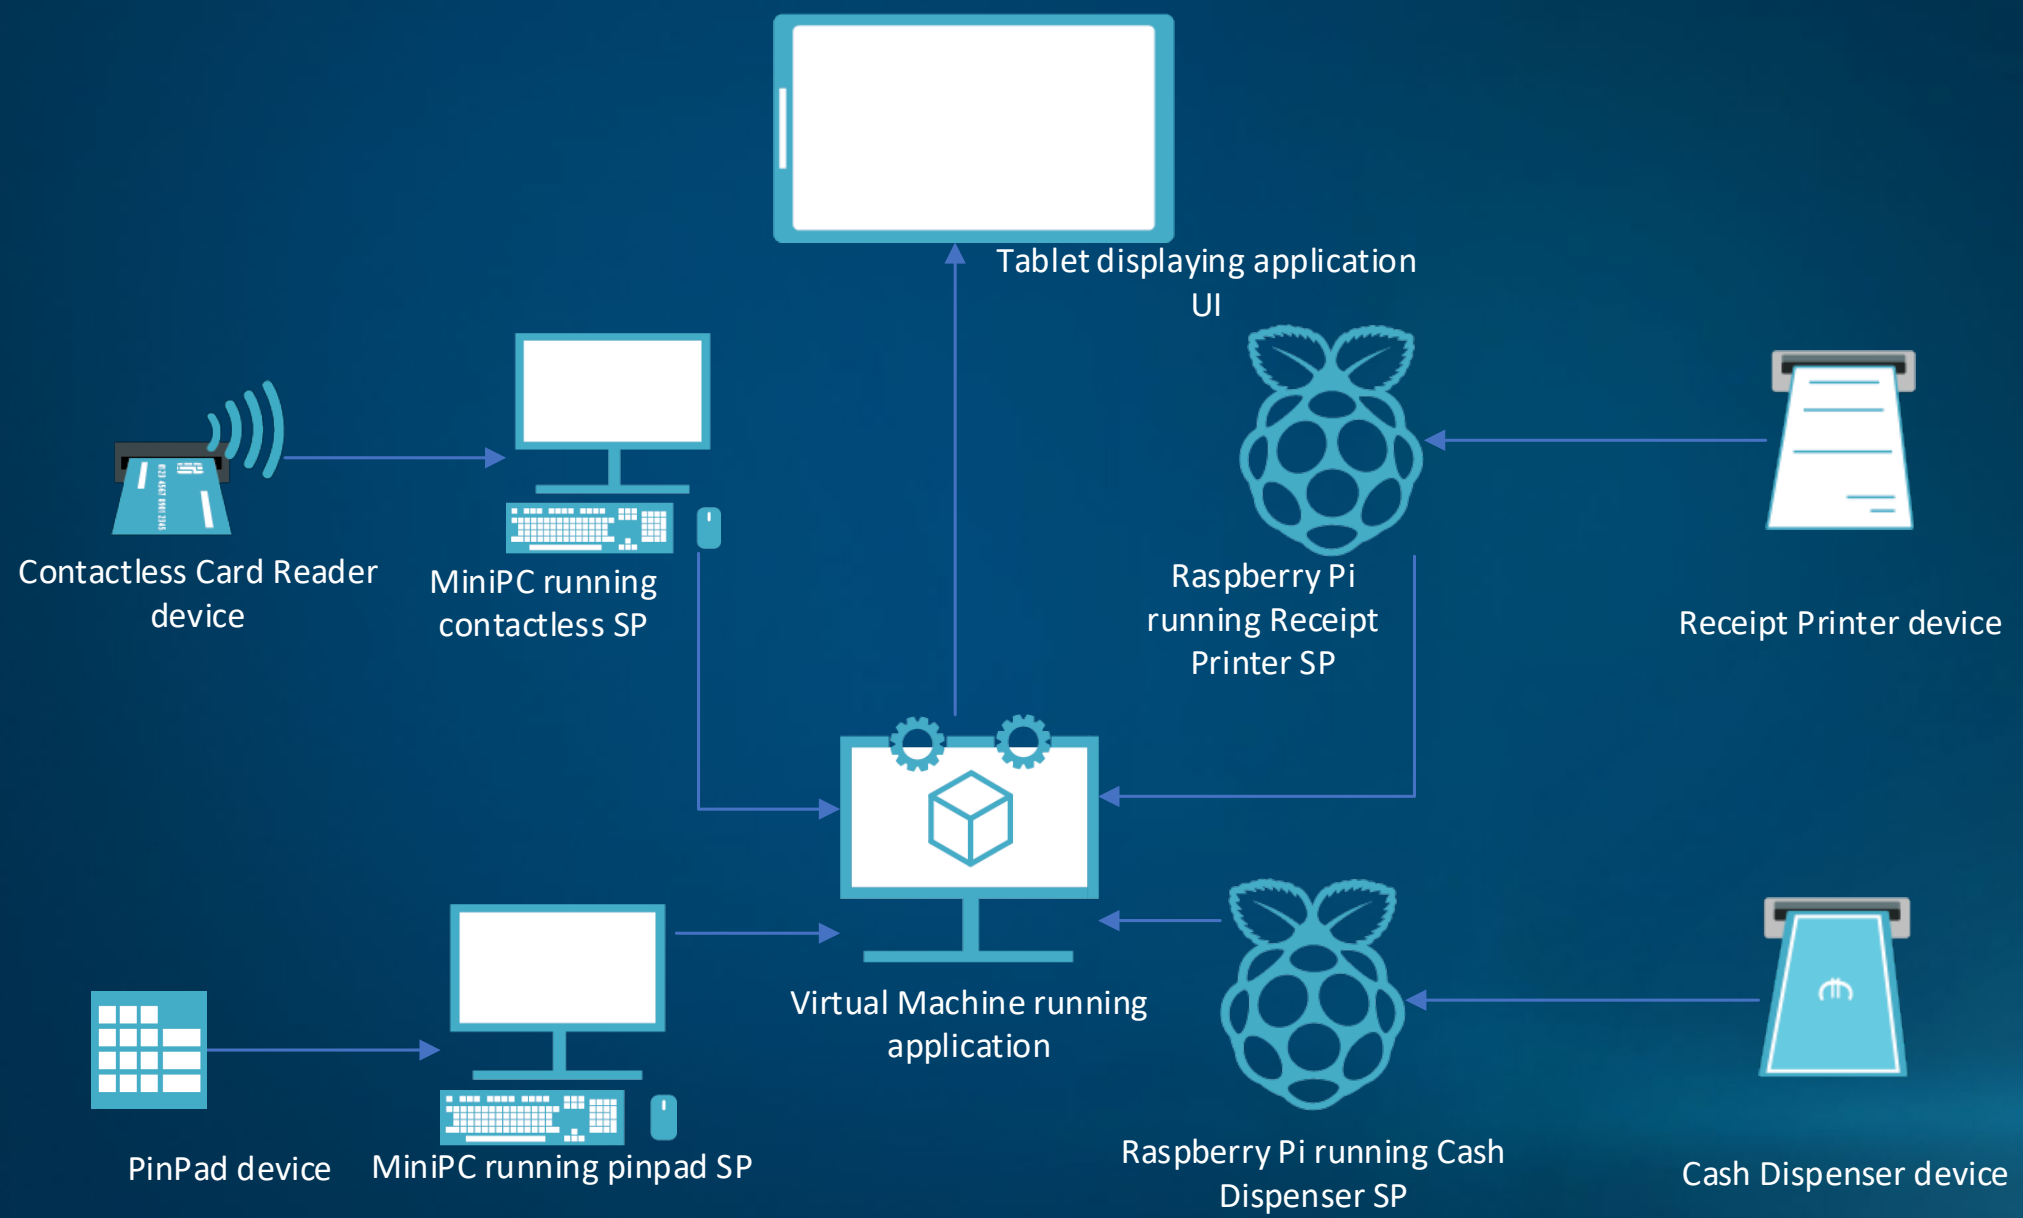 Tablet displaying application
UI
Contactless Card Reader
device
MiniPC running
contactless SP
Raspberry Pi
running Receipt
Printer SP
Receipt Printer device
Virtual Machine running
application
PinPad device
MiniPC running pinpad SP
Raspberry Pi running Cash
Dispenser SP
Cash Dispenser device